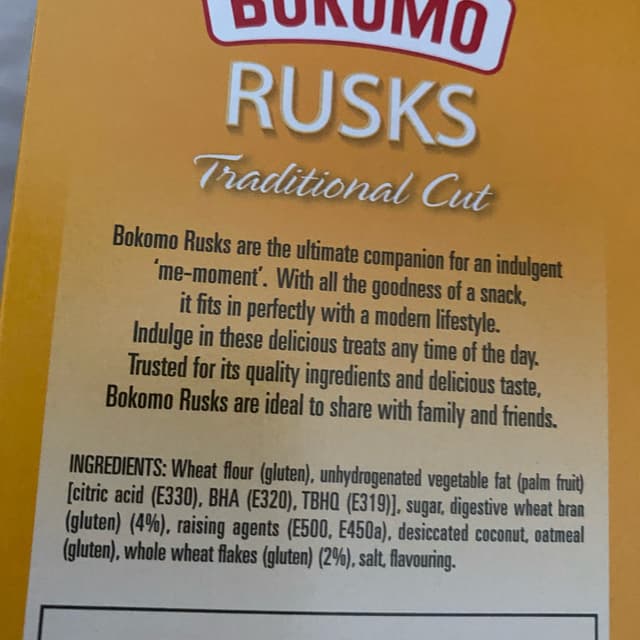 BOKOMO
RUSKS
Traditional Cut
Bokomo Rusks are the ultimate companion for an indulgent
'me-moment'. With all the goodness of a snack,
it fits in perfectly with a modern lifestyle.
Indulge in these delicious treats any time of the day.
Trusted for its quality ingredients and delicious taste,
Bokomo Rusks are ideal to share with family and friends.
INGREDIENTS: Wheat flour (gluten), unhydrogenated vegetable fat (palm fruit)
[citric acid (E330), BHA (E320), TBHQ (E319)], sugar, digestive wheat bran
(gluten) (4%), raising agents (E500, E450a), desiccated coconut, oatmeal
(gluten), whole wheat flakes (gluten) (2%), salt, flavouring.